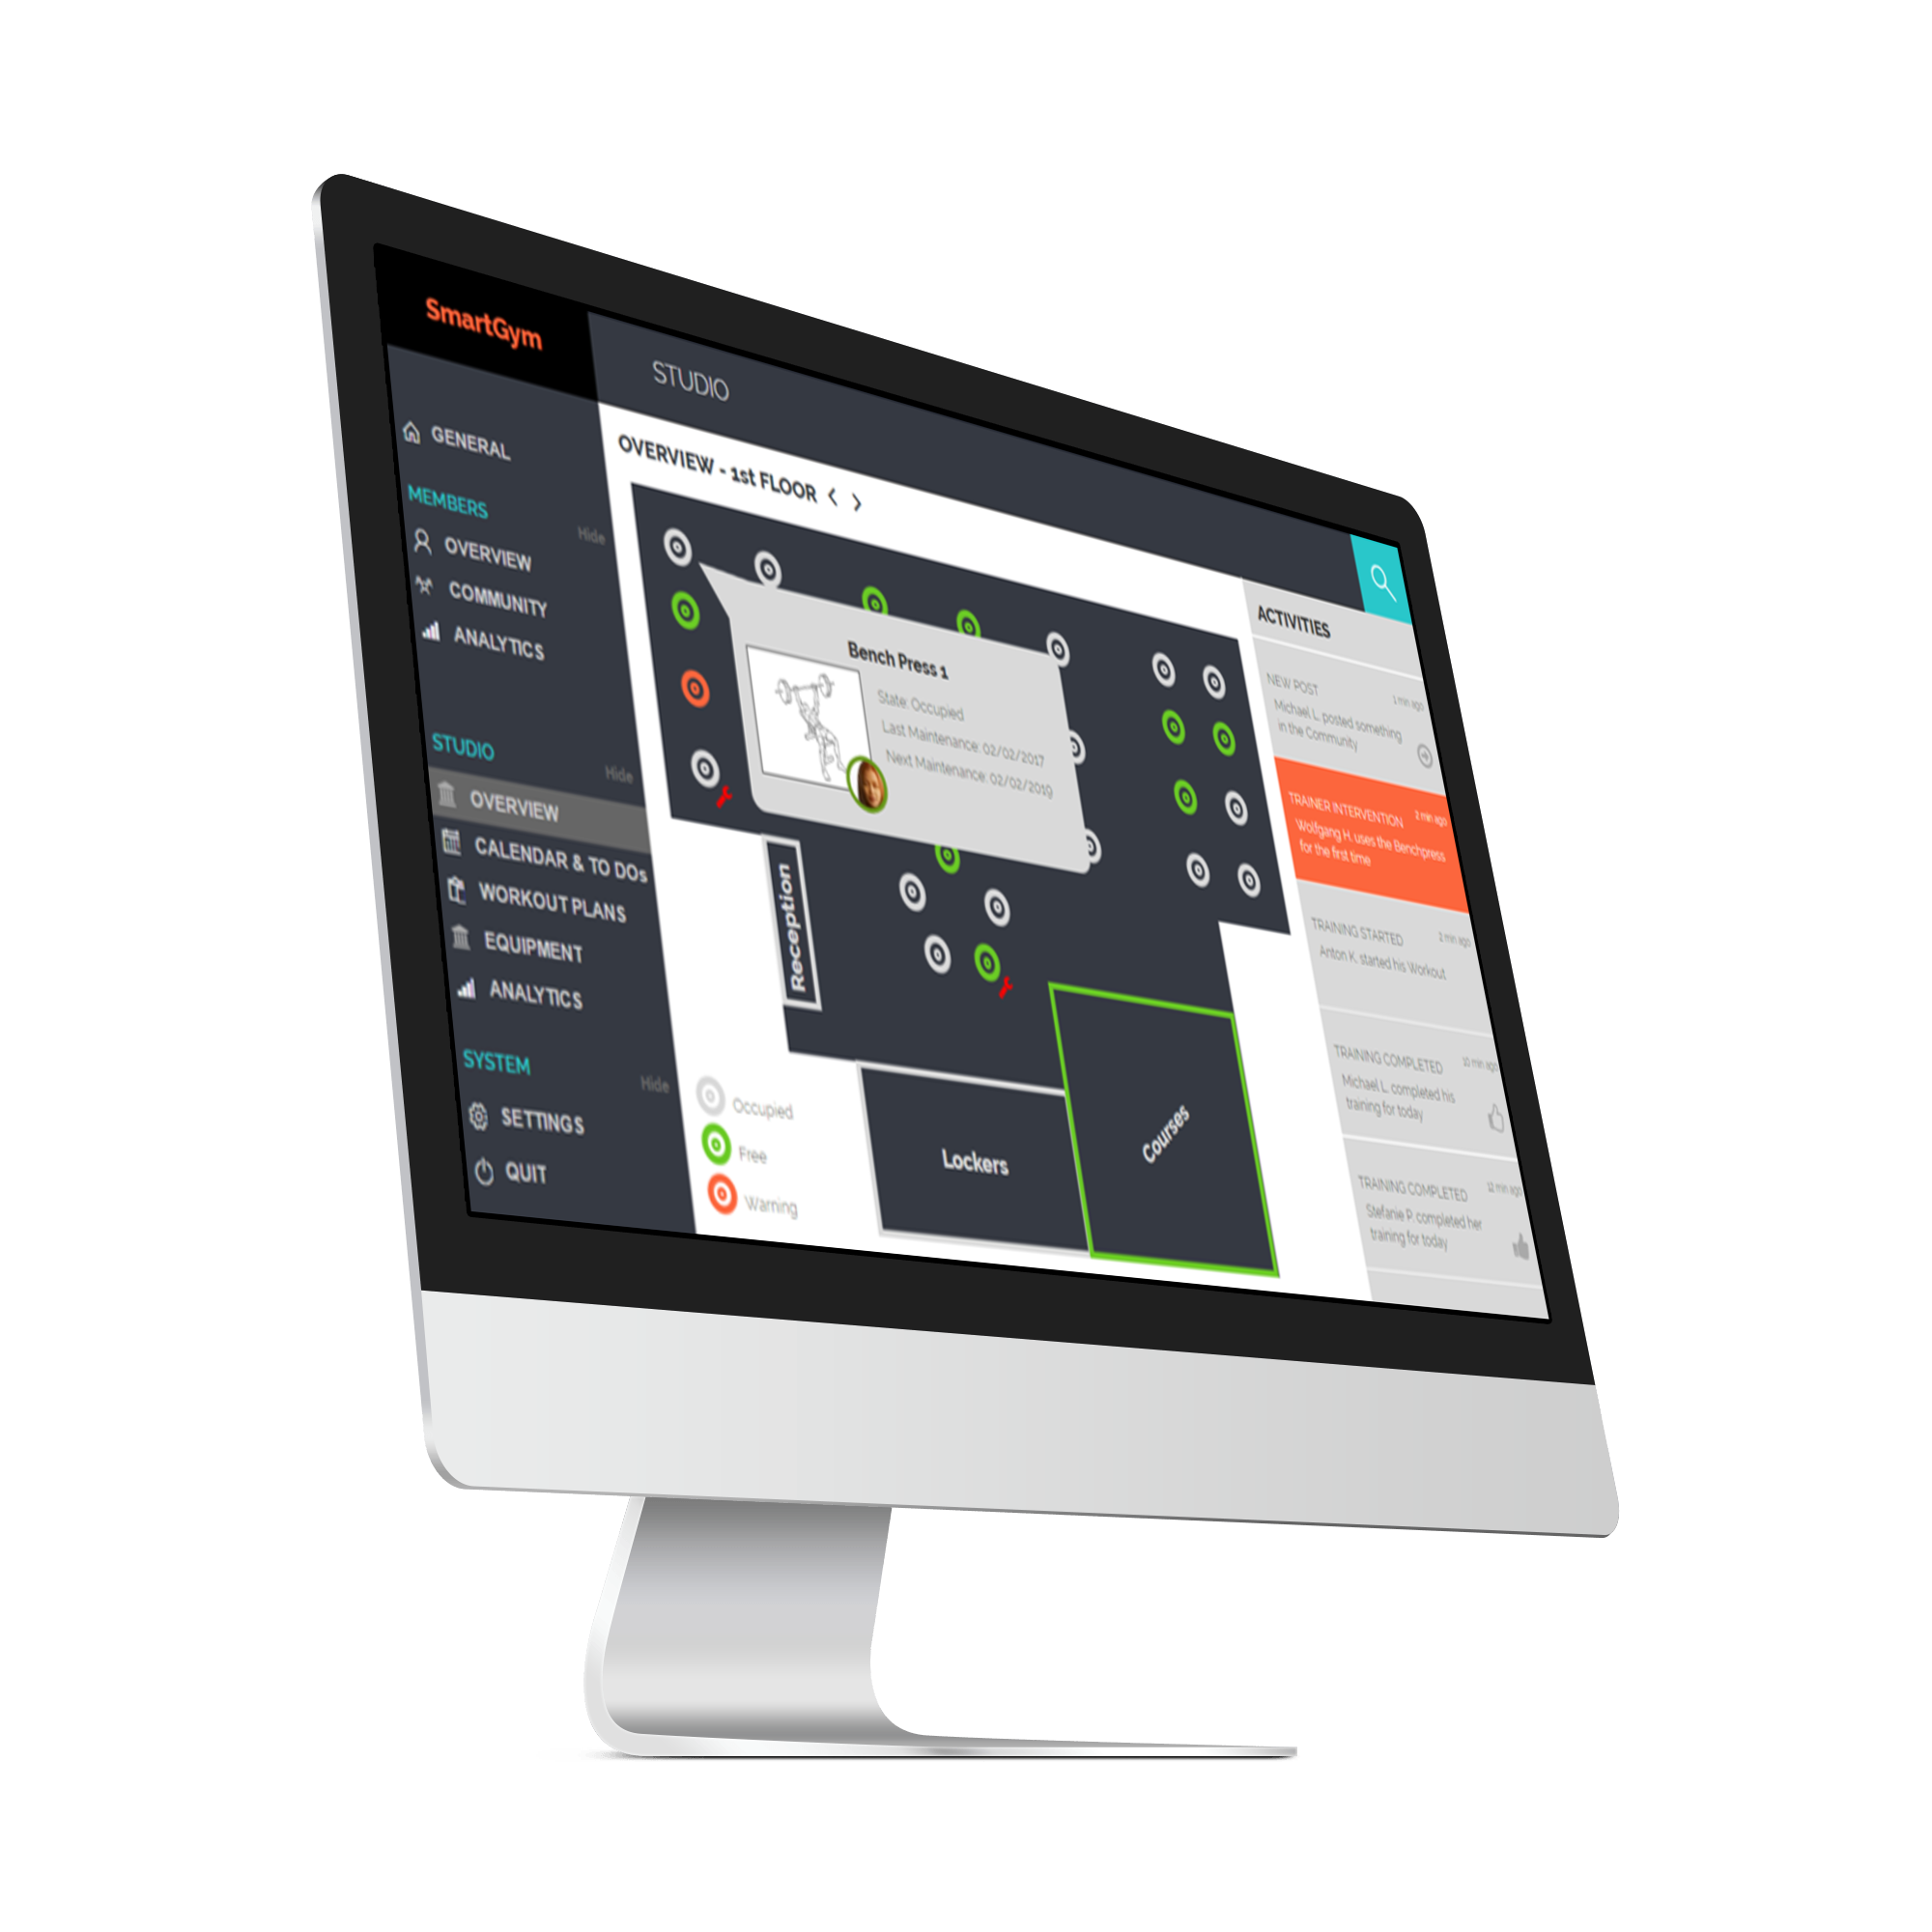 SmartGym
STUDIO
GENERAL
MEMBERS
Hide
OVERVIEW
COMMUNITY
ANALYTICS
STUDIO
Hide
OVERVIEW
CALENDAR & TO DOs
WORKOUT PLANS
EQUIPMENT
ANALYTICS
SYSTEM
Hide
SETTINGS
QUIT
OVERVIEW - 1st FLOOR < >
Bench Press 1
State: Occupied
Last Maintenance: 02/02/2017
Next Maintenance: 02/02/2019
Reception
Lockers
Courses
Occupied
Free
Warning
ACTIVITIES
NEW POST
1 min ago
Michael L. posted something
in the Community
TRAINER INTERVENTION
2 min ago
Wolfgang H. uses the Benchpress
for the first time
TRAINING STARTED
2 min ago
Anton K. started his Workout
TRAINING COMPLETED
10 min ago
Michael L. completed his
training for today
TRAINING COMPLETED
12 min ago
Stefanie P. completed her
training for today